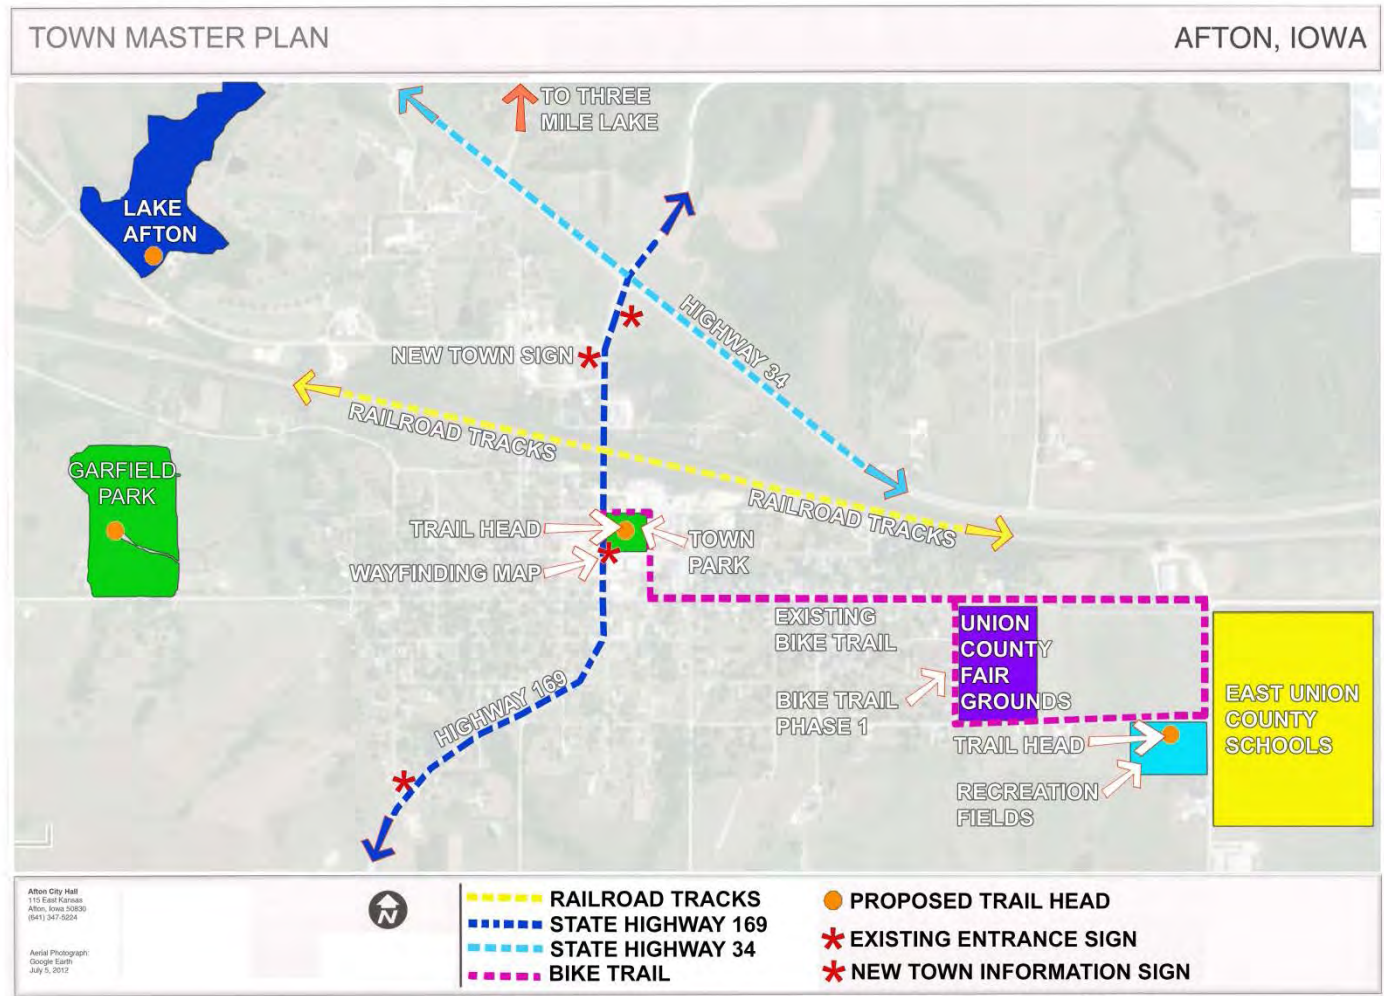 TOWN MASTER PLAN
AFTON, IOWA
TO THREE
MILE LAKE
LAKE
AFTON
HIGHWAY 34
NEW TOWN SIGN
RAILROAD TRACKS
GARFIELD
PARK
RAILROAD TRACKS
TRAIL HEAD
TOWN
PARK
WAYFINDING MAP
EXISTING
BIKE TRAIL
UNION
COUNTY
FAIR
GROUNDS
HIGHWAY 169
BIKE TRAIL
PHASE 1
EAST UNION
COUNTY
SCHOOLS
TRAIL HEAD
RECREATION
FIELDS
Afton City Hall
115 East Kansas
Afton, Iowa 50830
(641) 347-5224
Aerial Photograph:
Google Earth
July 5, 2012
N
RAILROAD TRACKS
STATE HIGHWAY 169
STATE HIGHWAY 34
BIKE TRAIL
PROPOSED TRAIL HEAD
EXISTING ENTRANCE SIGN
NEW TOWN INFORMATION SIGN